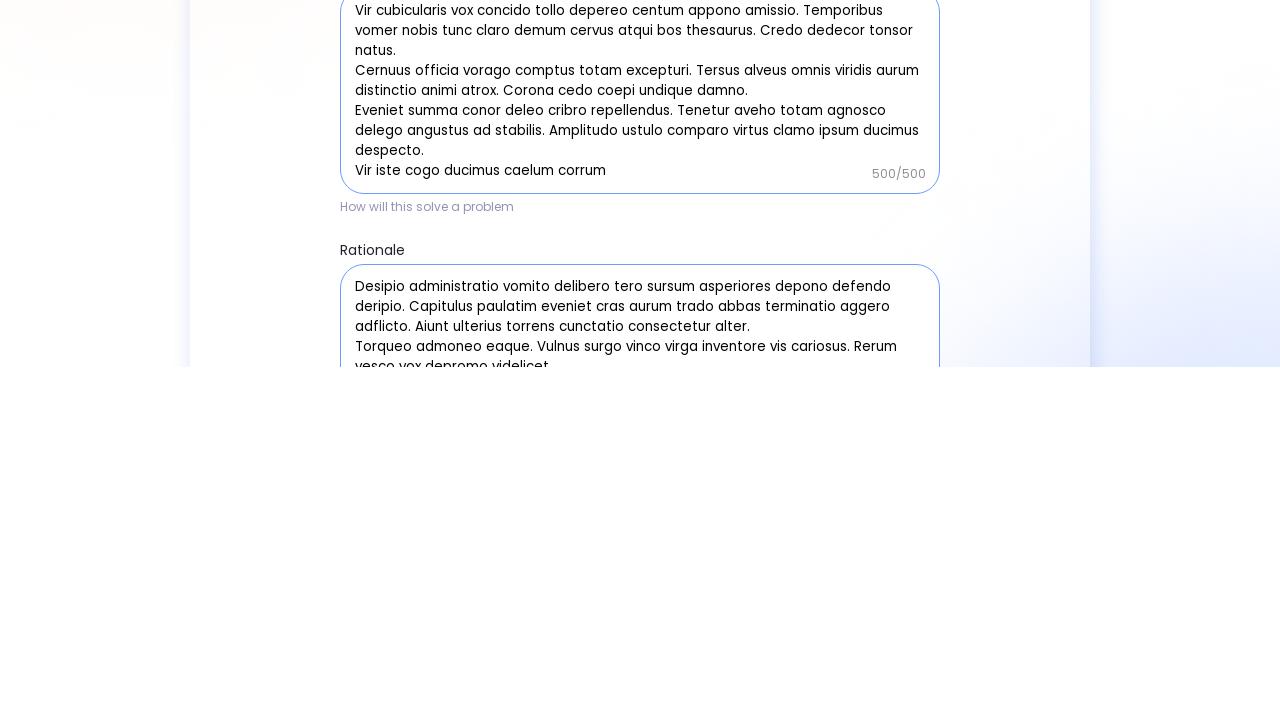 Vir cubicularis vox concido tollo depereo centum appono amissio. Temporibus
vomer nobis tunc claro demum cervus atqui bos thesaurus. Credo dedecor tonsor
natus.
Cernuus officia vorago comptus totam excepturi. Tersus alveus omnis viridis aurum
distinctio animi atrox. Corona cedo coepi undique damno.
Eveniet summa conor deleo cribro repellendus. Tenetur aveho totam agnosco
delego angustus ad stabilis. Amplitudo ustulo comparo virtus clamo ipsum ducimus
despecto.
Vir iste cogo ducimus caelum corrum
500/500
How will this solve a problem
Rationale
Desipio administratio vomito delibero tero sursum asperiores depono defendo
deripio. Capitulus paulatim eveniet cras aurum trado abbas terminatio aggero
adflicto. Aiunt ulterius torrens cunctatio consectetur alter.
Torqueo admoneo eaque. Vulnus surgo vinco virga inventore vis cariosus. Rerum
vesco vox depromo videlicet